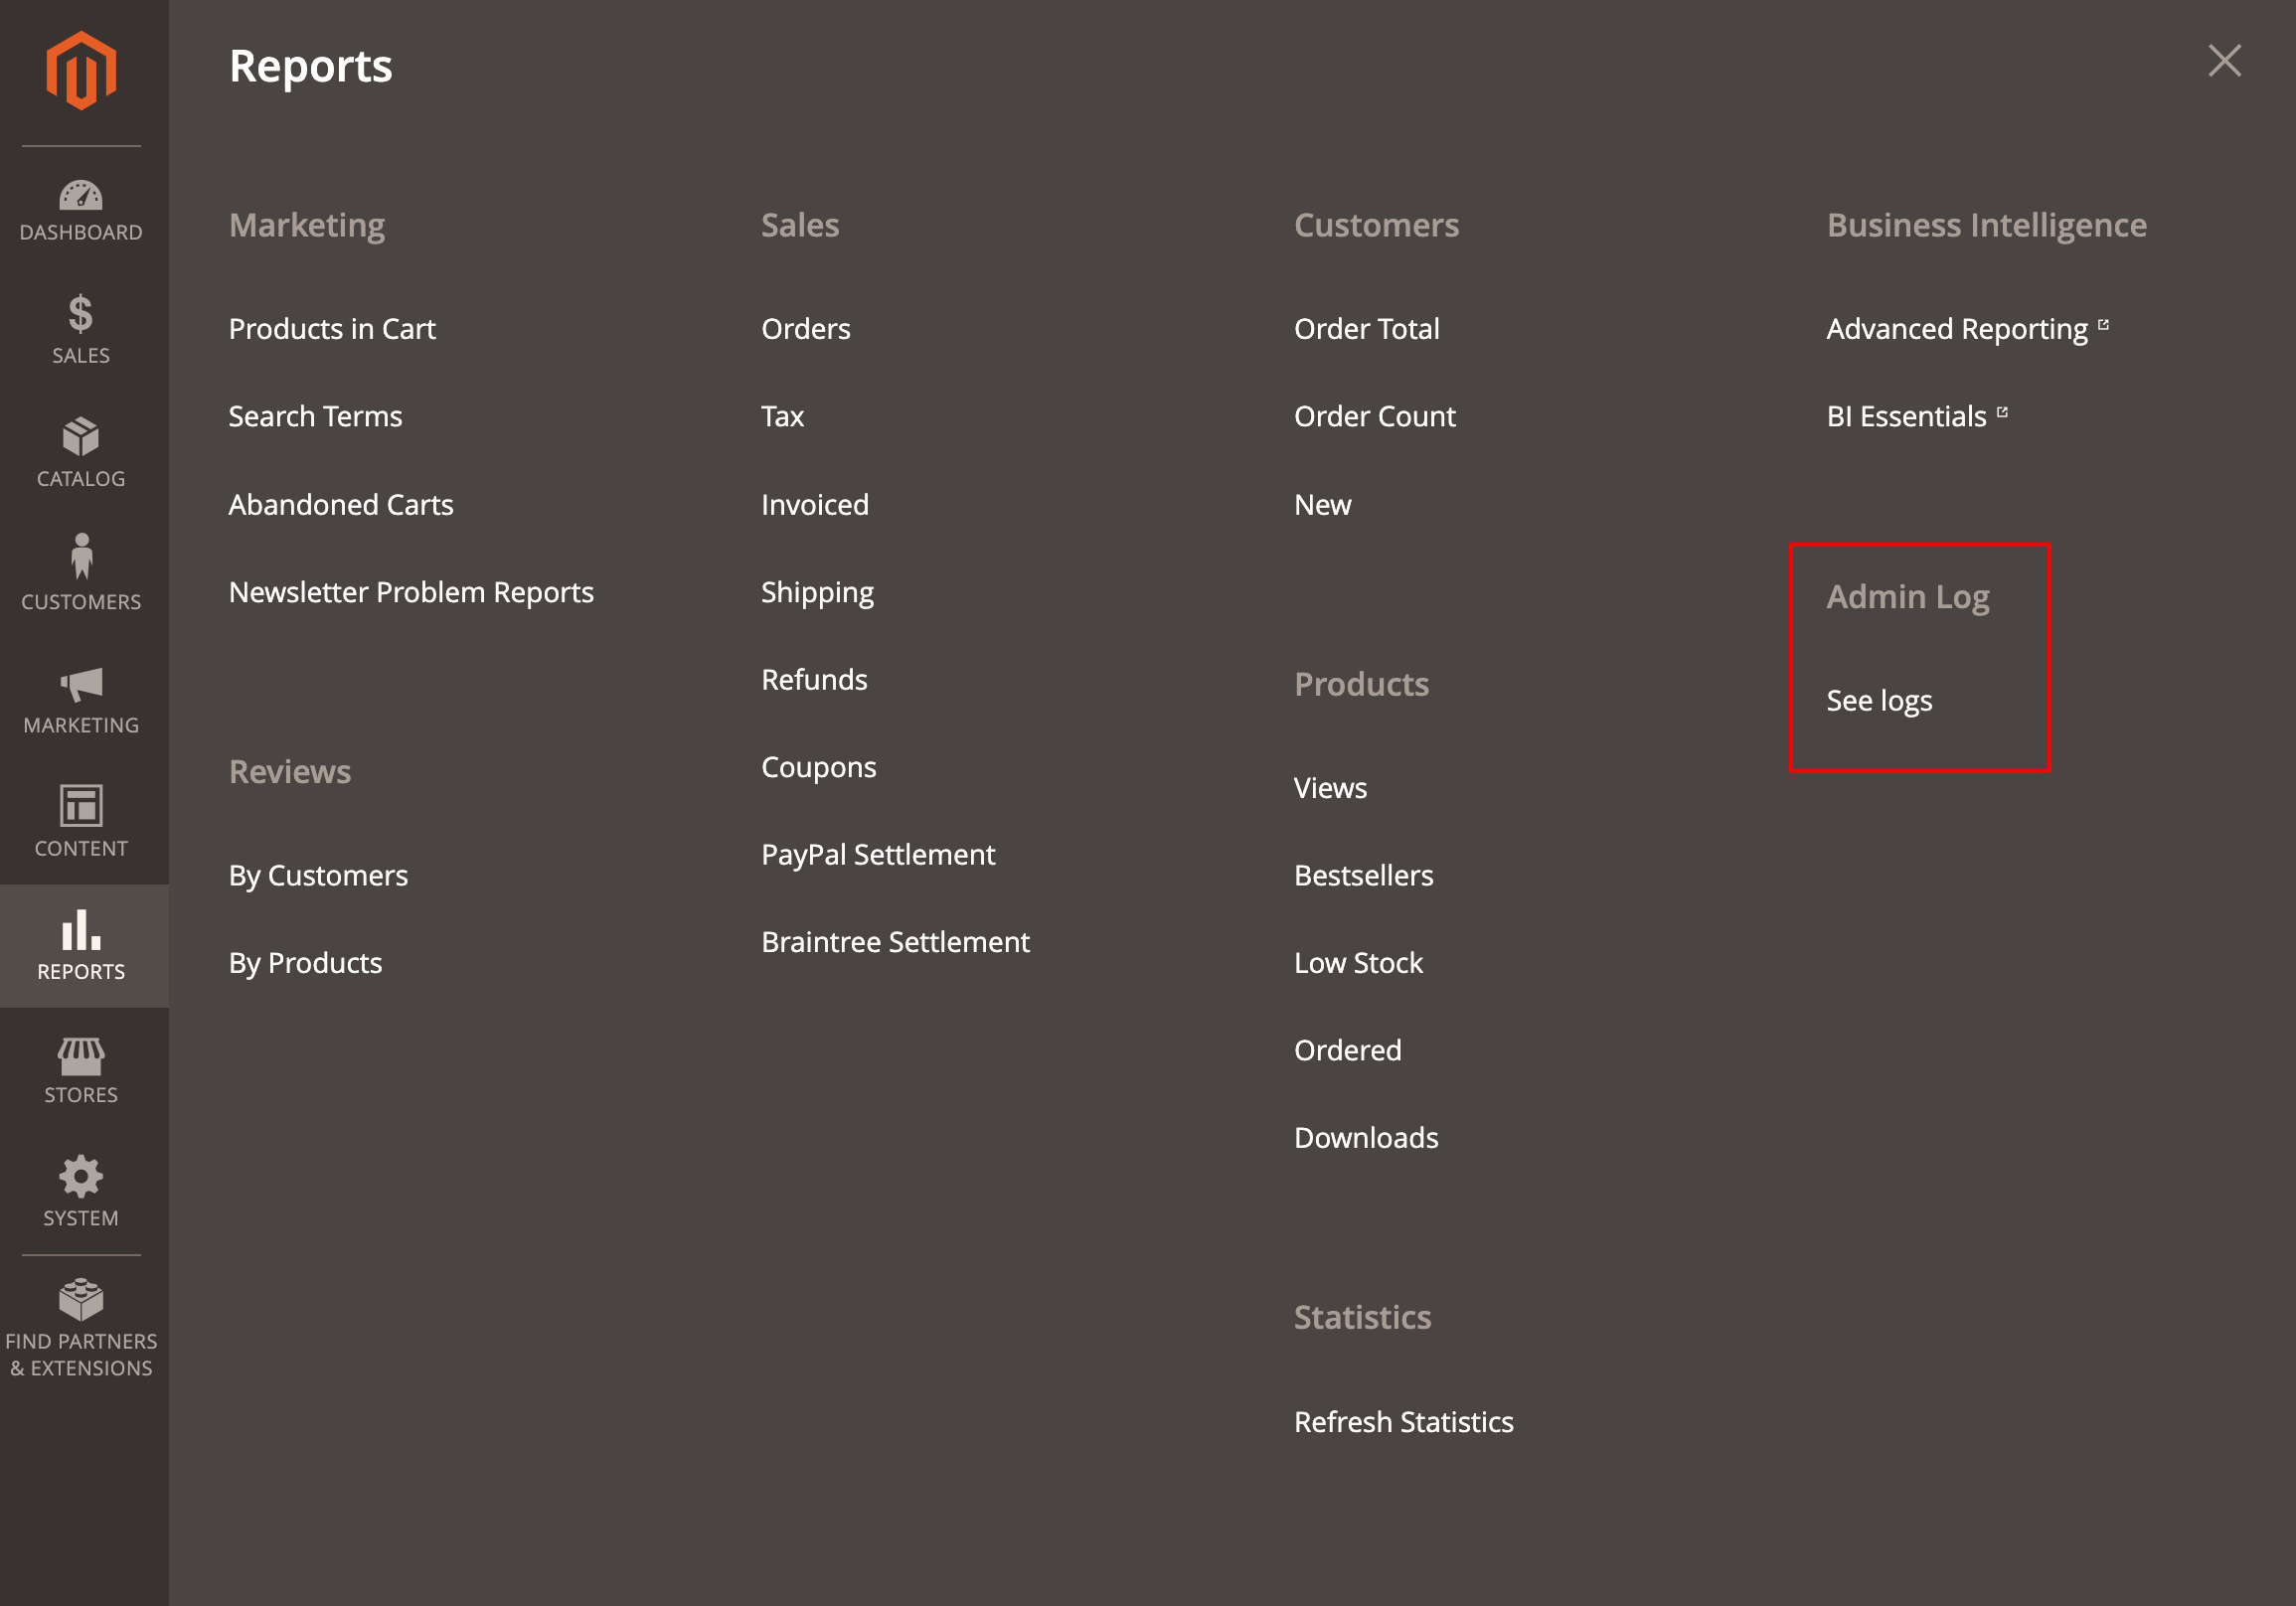 DASHBOARD
SALES
CATALOG
CUSTOMERS
MARKETING
CONTENT
REPORTS
STORES
SYSTEM
FIND PARTNERS
& EXTENSIONS
Reports
Marketing
Products in Cart
Search Terms
Abandoned Carts
Newsletter Problem Reports
Reviews
By Customers
By Products
Sales
Orders
Tax
Invoiced
Shipping
Refunds
Coupons
PayPal Settlement
Braintree Settlement
Customers
Order Total
Order Count
New
Products
Views
Bestsellers
Low Stock
Ordered
Downloads
Statistics
Refresh Statistics
Business Intelligence
Advanced Reporting
BI Essentials
Admin Log
See logs